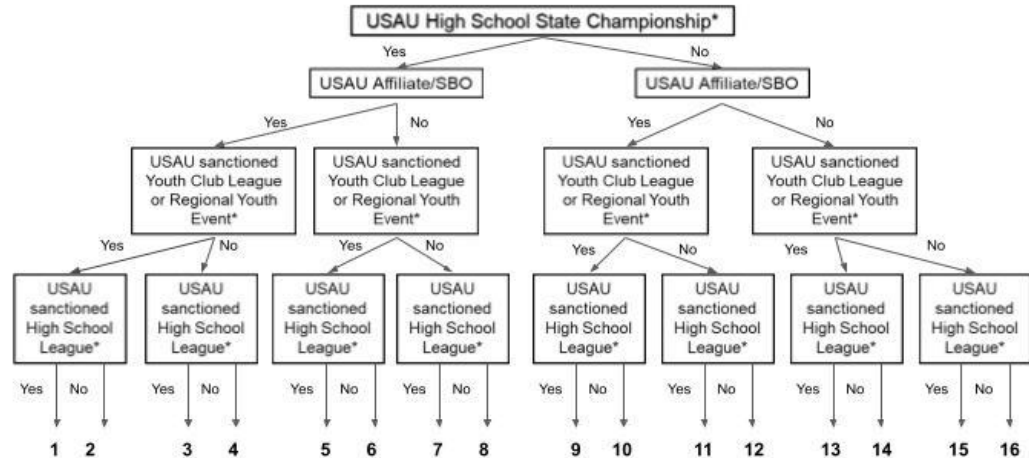 USAU High School State Championship*
Yes
No
USAU Affiliate/SBO
USAU Affiliate/SBO
Yes
No
Yes
No
USAU sanctioned
Youth Club League
or Regional Youth
Event*
USAU sanctioned
Youth Club League
or Regional Youth
Event*
USAU sanctioned
Youth Club League
or Regional Youth
Event*
USAU sanctioned
Youth Club League
or Regional Youth
Event*
Yes
No
Yes
No
Yes
No
Yes
No
USAU
sanctioned
High School
League*
USAU
sanctioned
High School
League*
USAU
sanctioned
High School
League*
USAU
sanctioned
High School
League*
USAU
sanctioned
High School
League*
USAU
sanctioned
High School
League*
USAU
sanctioned
High School
League*
USAU
sanctioned
High School
League*
Yes No Yes No Yes No Yes No Yes No Yes No Yes No Yes No
1 2 3 4 5 6 7 8 9 10 11 12 13 14 15 16